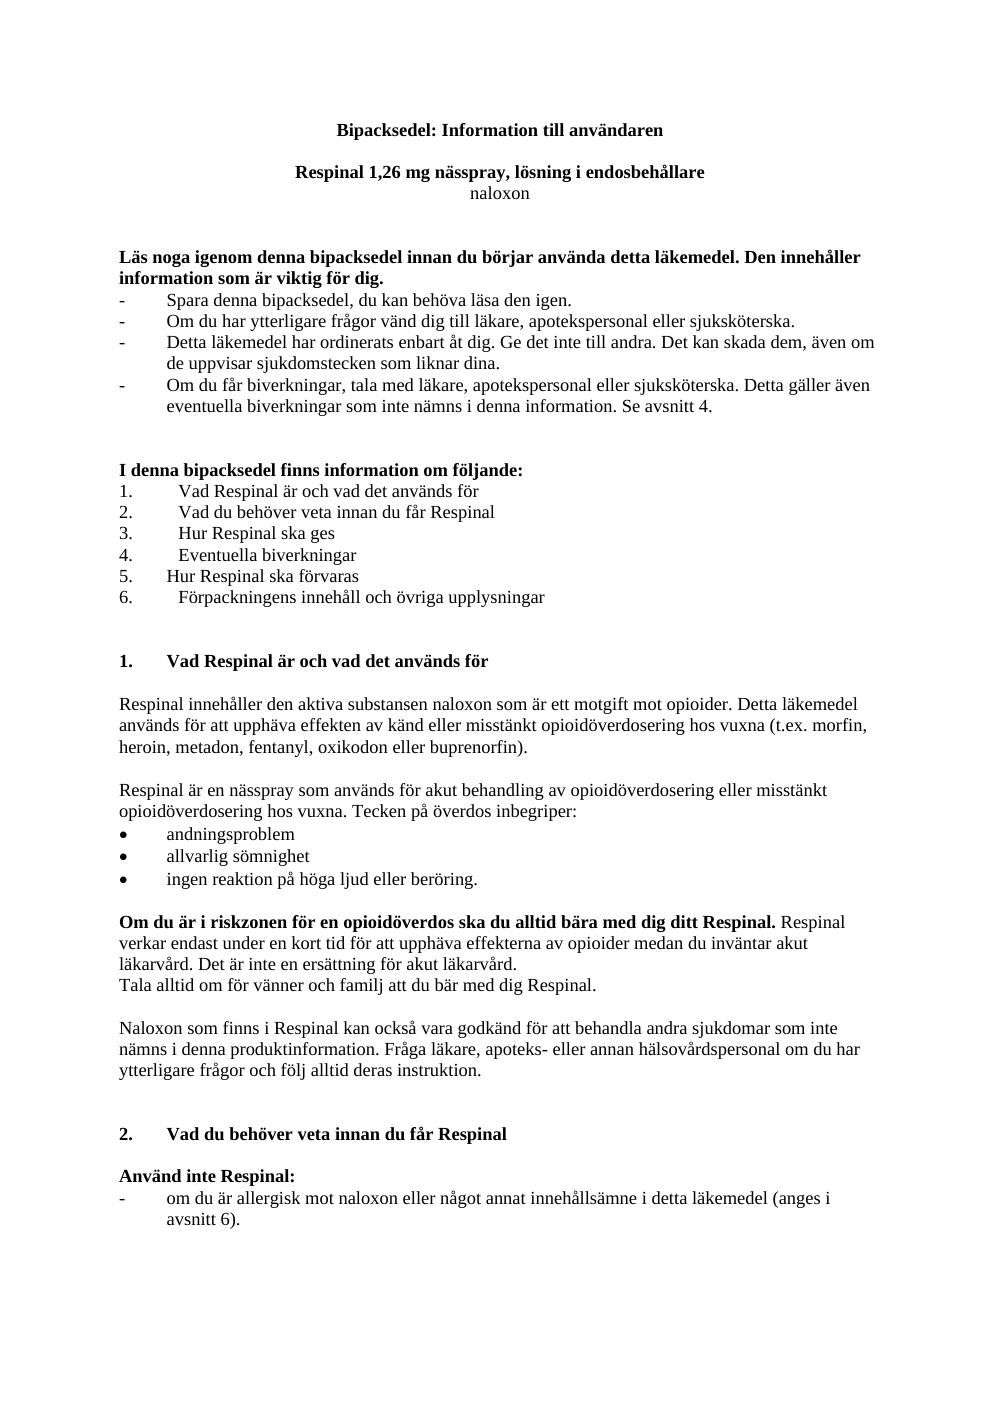 Bipacksedel: Information till användaren
Respinal 1,26 mg nässpray, lösning i endosbehållare
naloxon
Läs noga igenom denna bipacksedel innan du börjar använda detta läkemedel. Den innehåller
information som är viktig för dig.
- Spara denna bipacksedel, du kan behöva läsa den igen.
- Om du har ytterligare frågor vänd dig till läkare, apotekspersonal eller sjuksköterska.
- Detta läkemedel har ordinerats enbart åt dig. Ge det inte till andra. Det kan skada dem, även om
de uppvisar sjukdomstecken som liknar dina.
- Om du får biverkningar, tala med läkare, apotekspersonal eller sjuksköterska. Detta gäller även
eventuella biverkningar som inte nämns i denna information. Se avsnitt 4.
I denna bipacksedel finns information om följande:
1. Vad Respinal är och vad det används för
2. Vad du behöver veta innan du får Respinal
3. Hur Respinal ska ges
4. Eventuella biverkningar
5. Hur Respinal ska förvaras
6. Förpackningens innehåll och övriga upplysningar
1. Vad Respinal är och vad det används för
Respinal innehåller den aktiva substansen naloxon som är ett motgift mot opioider. Detta läkemedel
används för att upphäva effekten av känd eller misstänkt opioidöverdosering hos vuxna (t.ex. morfin,
heroin, metadon, fentanyl, oxikodon eller buprenorfin).
Respinal är en nässpray som används för akut behandling av opioidöverdosering eller misstänkt
opioidöverdosering hos vuxna. Tecken på överdos inbegriper:
• andningsproblem
• allvarlig sömnighet
• ingen reaktion på höga ljud eller beröring.
Om du är i riskzonen för en opioidöverdos ska du alltid bära med dig ditt Respinal. Respinal
verkar endast under en kort tid för att upphäva effekterna av opioider medan du inväntar akut
läkarvård. Det är inte en ersättning för akut läkarvård.
Tala alltid om för vänner och familj att du bär med dig Respinal.
Naloxon som finns i Respinal kan också vara godkänd för att behandla andra sjukdomar som inte
nämns i denna produktinformation. Fråga läkare, apoteks- eller annan hälsovårdspersonal om du har
ytterligare frågor och följ alltid deras instruktion.
2. Vad du behöver veta innan du får Respinal
Använd inte Respinal:
- om du är allergisk mot naloxon eller något annat innehållsämne i detta läkemedel (anges i
avsnitt 6).